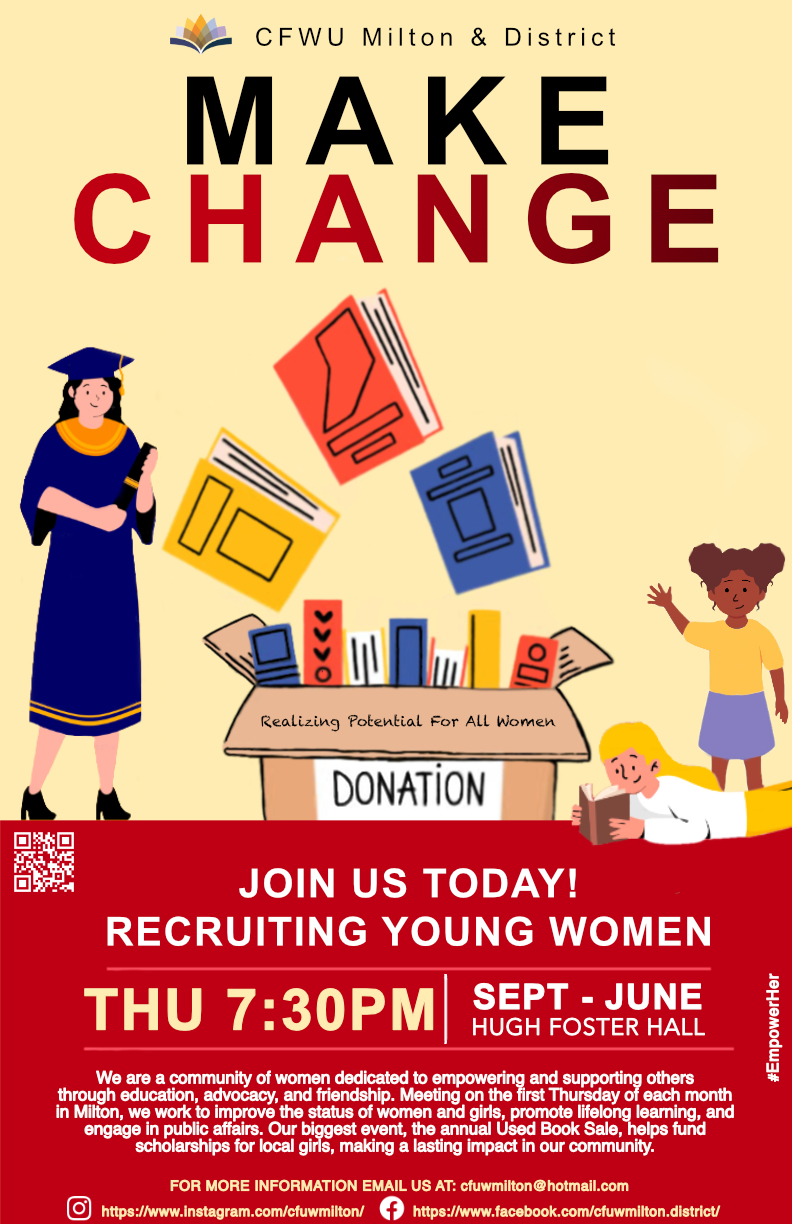 CFWU Milton & District
MAKE
CHANGE
Realizing Potential For All Women
DONATION
JOIN US TODAY!
RECRUITING YOUNG WOMEN
THU 7:30PM
SEPT - JUNE
HUGH FOSTER HALL
#EmpowerHer
We are a community of women dedicated to empowering and supporting others
through education, advocacy, and friendship. Meeting on the first Thursday of each month
in Milton, we work to improve the status of women and girls, promote lifelong learning, and
engage in public affairs. Our biggest event, the annual Used Book Sale, helps fund
scholarships for local girls, making a lasting impact in our community.
FOR MORE INFORMATION EMAIL US AT: cfuwmilton@hotmail.com
https://www.instagram.com/cfuwmilton/ https://www.facebook.com/cfuwmilton.district/